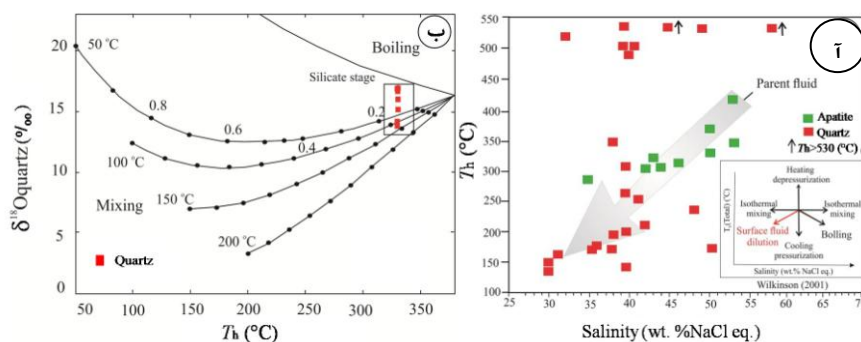 ب
20
15
10
5
0
δ¹⁸Oquartz (‰)
50 °C
0.8
0.6
0.4
0.2
100 °C
150 °C
200 °C
Boiling
Silicate stage
Mixing
Quartz
50 100 150 200 250 300 350
Th (°C)
آ
550
500
450
400
350
300
250
200
150
100
Th (°C)
Parent fluid
Apatite
Quartz
Th>530 (°C)
Heating
depressurization
Isothermal
mixing
Isothermal
mixing
Surface fluid
dilution
Bolling
Cooling
pressurization
Salinity (wt.% NaCl eq.)
Wilkinson (2001)
25 30 35 40 45 50 55 60 65
Salinity (wt. %NaCl eq.)